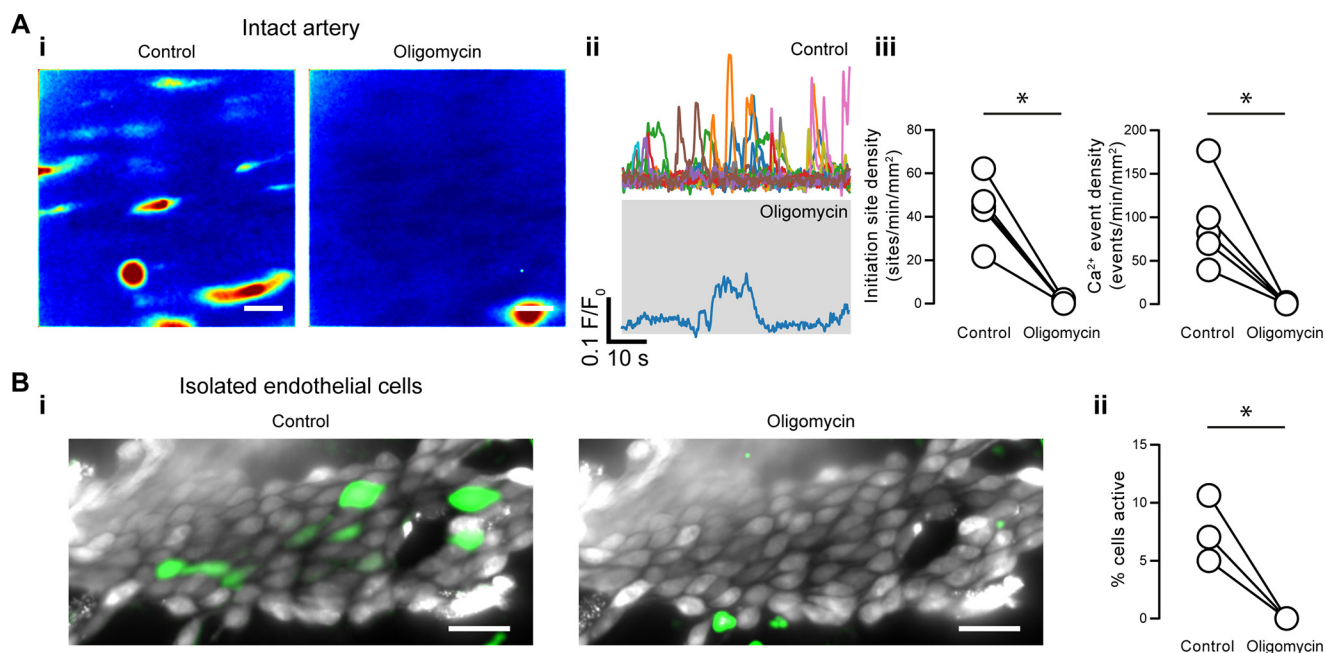 A
Intact artery
i
Control
Oligomycin
ii
Control
Oligomycin
0.1 F/F0
10 s
iii
*
Initiation site density
(sites/min/mm²)
80
60
40
20
0
Control
Oligomycin
*
Ca²⁺ event density
(events/min/mm²)
200
150
100
50
0
Control
Oligomycin
B
Isolated endothelial cells
i
Control
Oligomycin
ii
*
% cells active
15
10
5
0
Control
Oligomycin